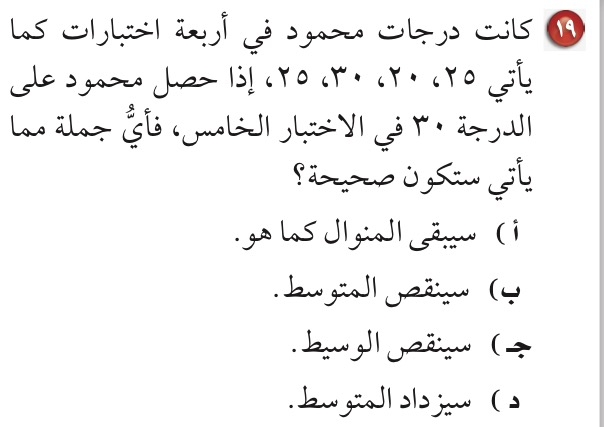 ١٩ كانت درجات محمود في أربعة اختبارات كما
يأتي ٢٥، ٢٠، ٣٠، ٢٥، إذا حصل محمود على
الدرجة ٣٠ في الاختبار الخامس، فأيُّ جملة مما
يأتي ستكون صحيحة؟
أ ) سيبقى المنوال كما هو.
ب) سينقص المتوسط.
جـ) سينقص الوسيط.
د ) سيزداد المتوسط.